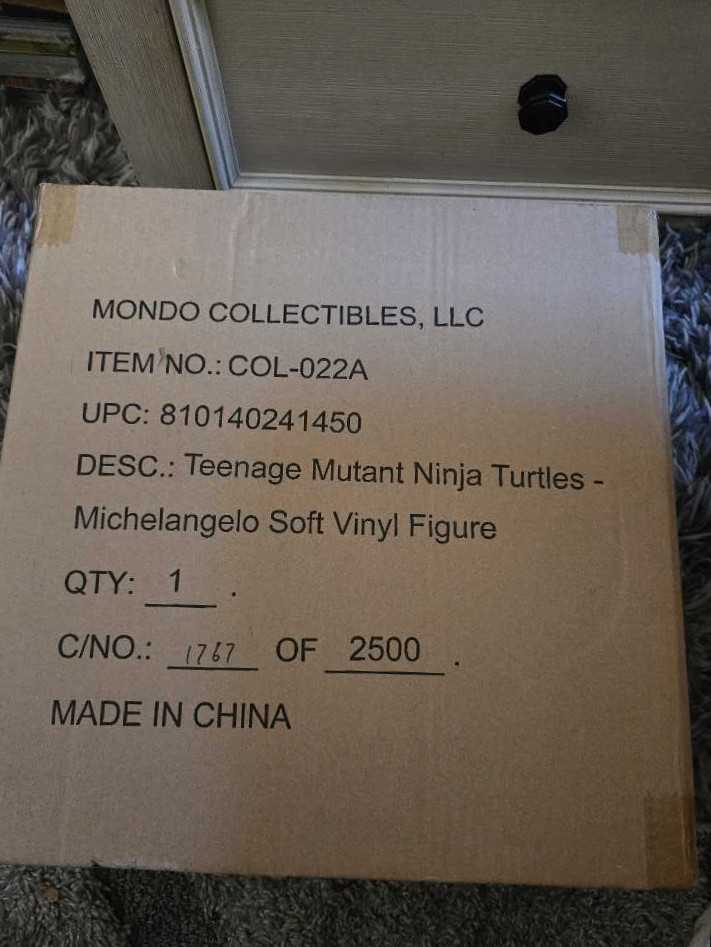 MONDO COLLECTIBLES, LLC
ITEM NO.: COL-022A
UPC: 810140241450
DESC.: Teenage Mutant Ninja Turtles -
Michelangelo Soft Vinyl Figure
QTY: 1 .
C/NO.: 1767 OF 2500 .
MADE IN CHINA